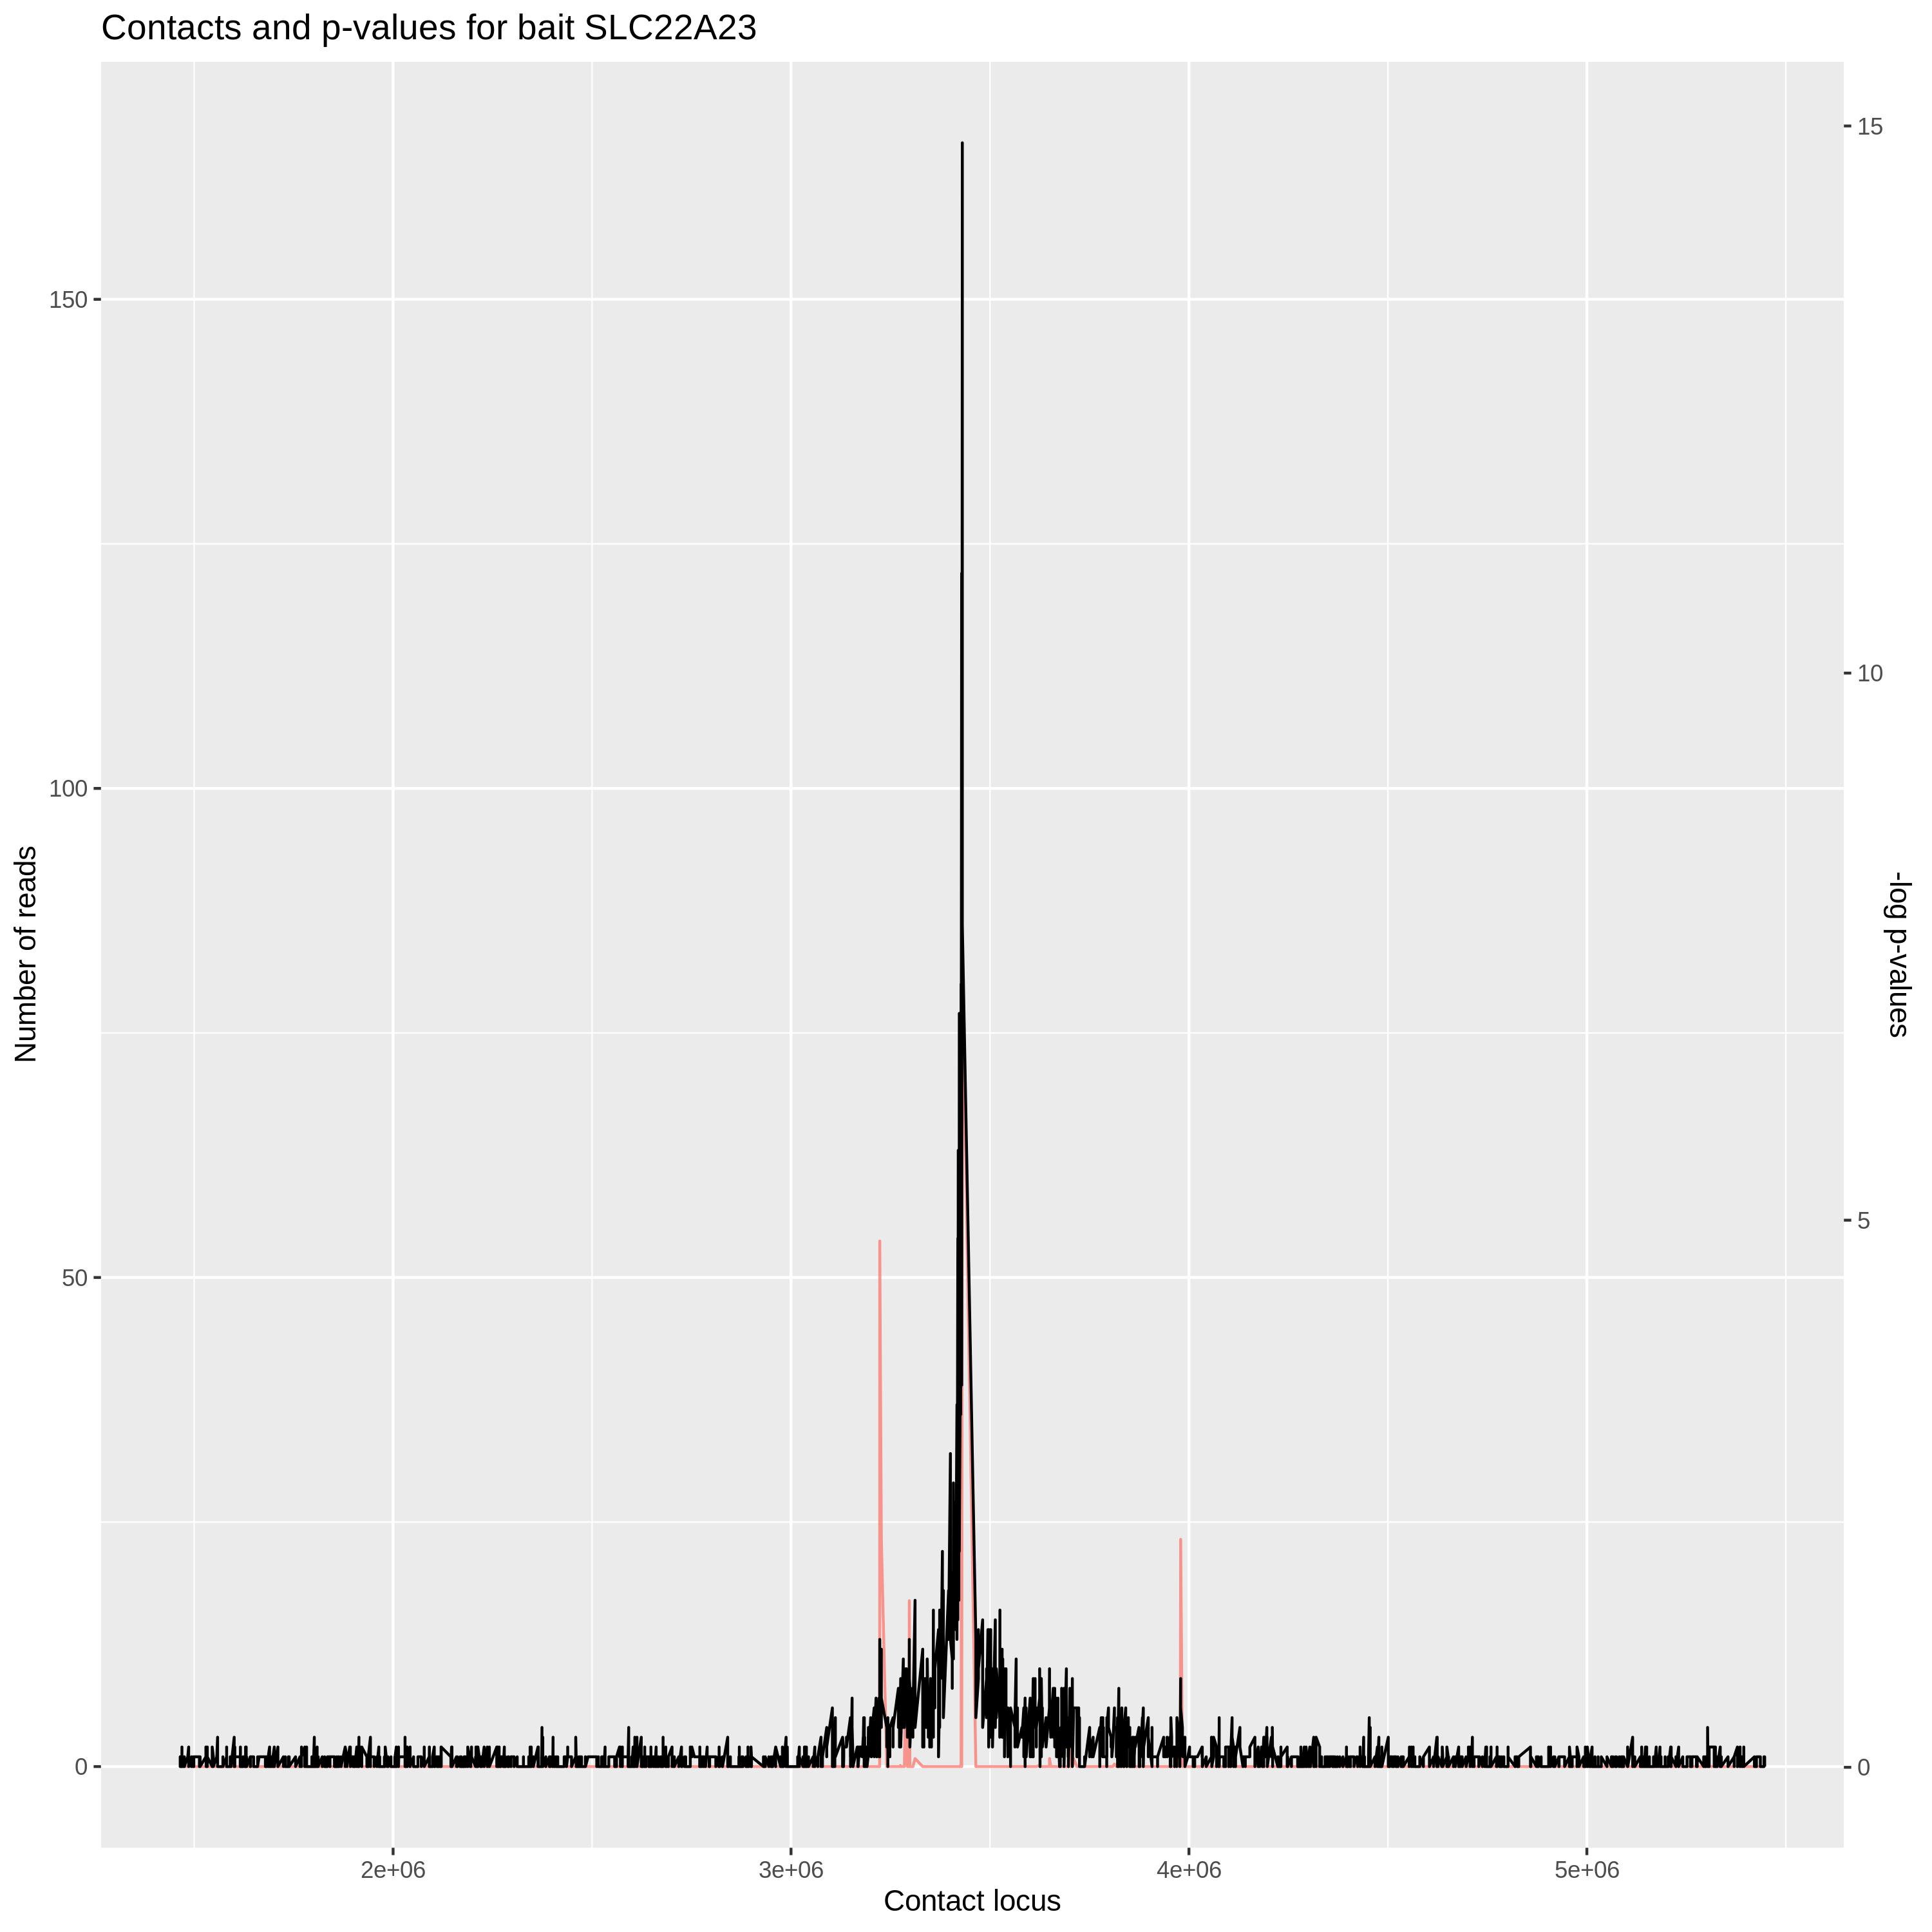 Contacts and p-values for bait SLC22A23
Number of reads
150
100
50
0
15
10
5
0
-log p-values
2e+06 3e+06 4e+06 5e+06
Contact locus